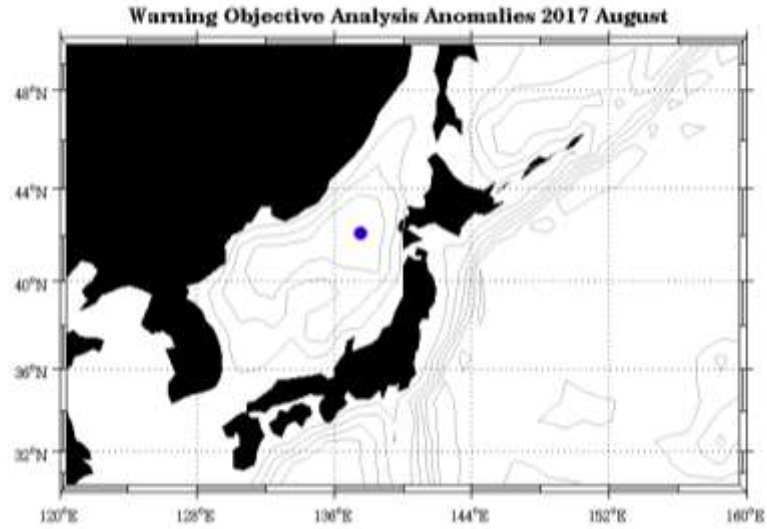 Warning Objective Analysis Anomalies 2017 August
48°N
44°N
40°N
36°N
32°N
120°E 128°E 136°E 144°E 152°E 160°E